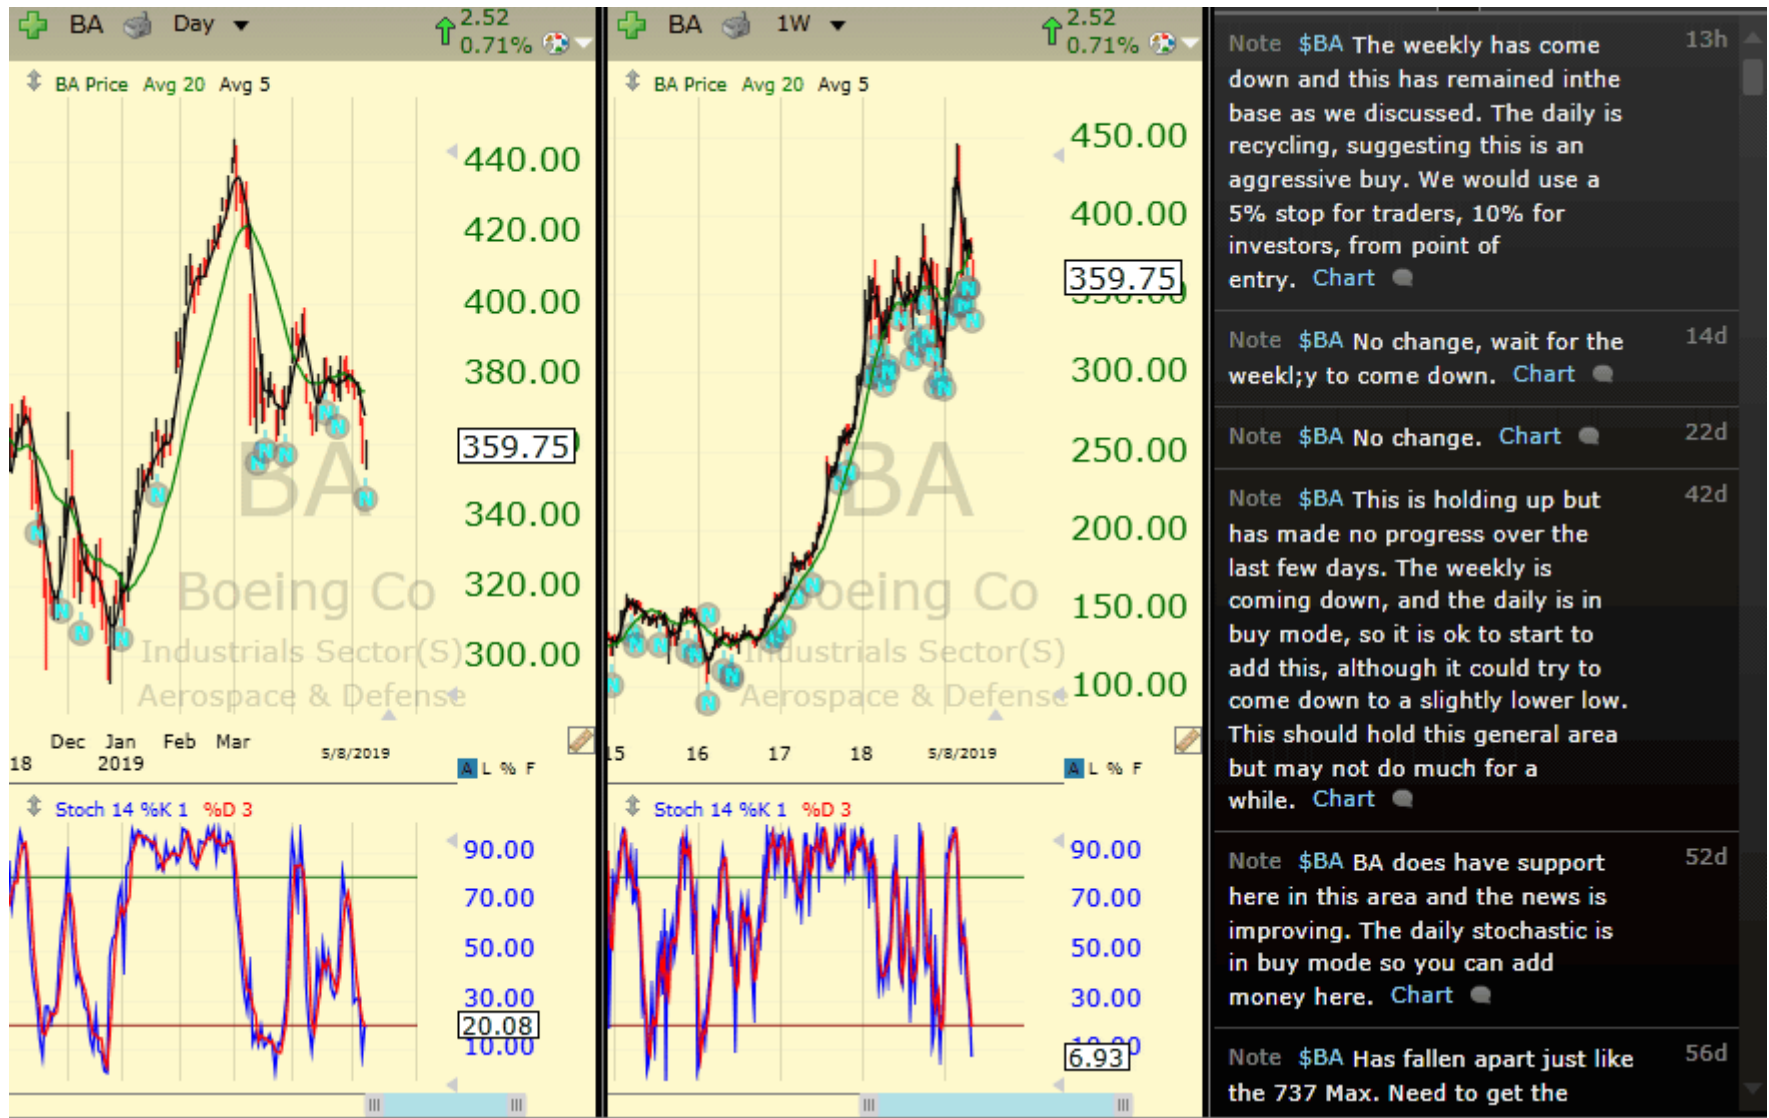 BA Day
2.52
0.71%
BA Price Avg 20 Avg 5
440.00
420.00
400.00
380.00
359.75
340.00
320.00
300.00
BA
Boeing Co
Industrials Sector(S)
Aerospace & Defense
Dec Jan Feb Mar
18 2019 5/8/2019
A L % F
Stoch 14 %K 1 %D 3
90.00
70.00
50.00
30.00
20.08
10.00
BA 1W
2.52
0.71%
BA Price Avg 20 Avg 5
450.00
400.00
359.75
300.00
250.00
200.00
150.00
100.00
BA
Boeing Co
Industrials Sector(S)
Aerospace & Defense
15 16 17 18 5/8/2019
A L % F
Stoch 14 %K 1 %D 3
90.00
70.00
50.00
30.00
6.93
Note $BA The weekly has come 13h
down and this has remained inthe
base as we discussed. The daily is
recycling, suggesting this is an
aggressive buy. We would use a
5% stop for traders, 10% for
investors, from point of
entry. Chart
Note $BA No change, wait for the 14d
weekl;y to come down. Chart
Note $BA No change. Chart 22d
Note $BA This is holding up but 42d
has made no progress over the
last few days. The weekly is
coming down, and the daily is in
buy mode, so it is ok to start to
add this, although it could try to
come down to a slightly lower low.
This should hold this general area
but may not do much for a
while. Chart
Note $BA BA does have support 52d
here in this area and the news is
improving. The daily stochastic is
in buy mode so you can add
money here. Chart
Note $BA Has fallen apart just like 56d
the 737 Max. Need to get the